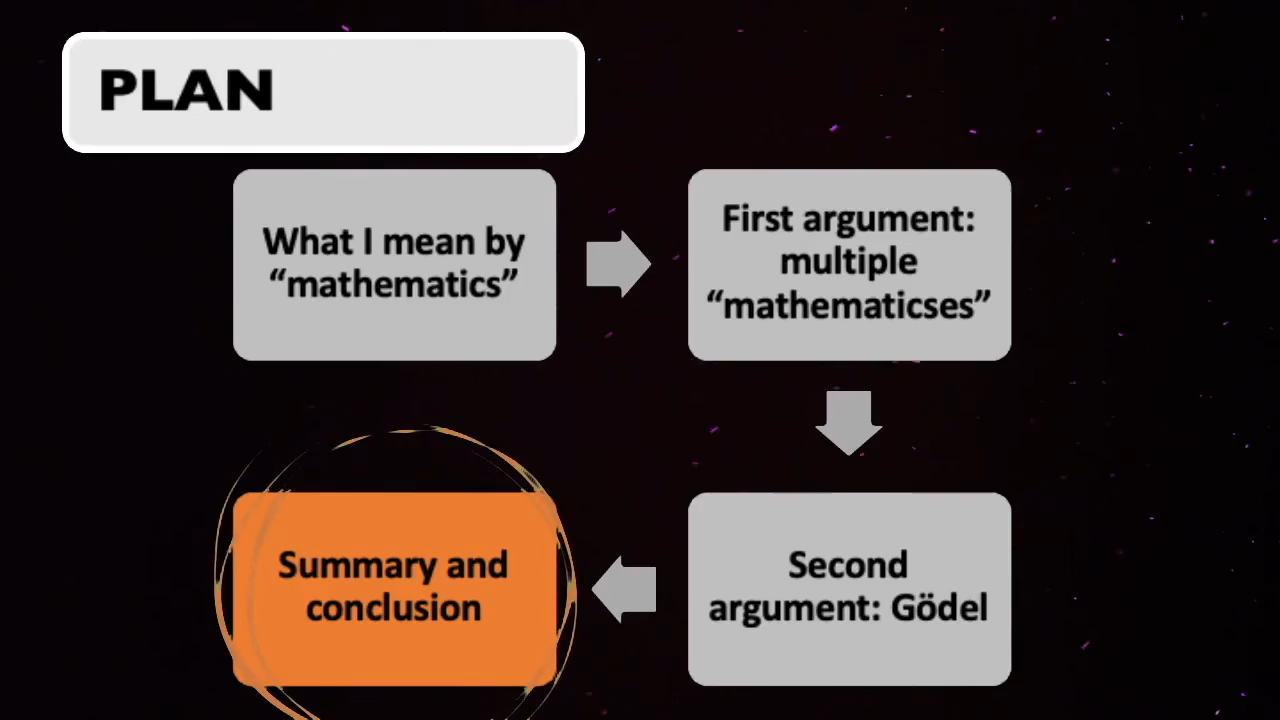 PLAN
What I mean by
“mathematics”
First argument:
multiple
“mathematicses”
Second
argument: Gödel
Summary and
conclusion